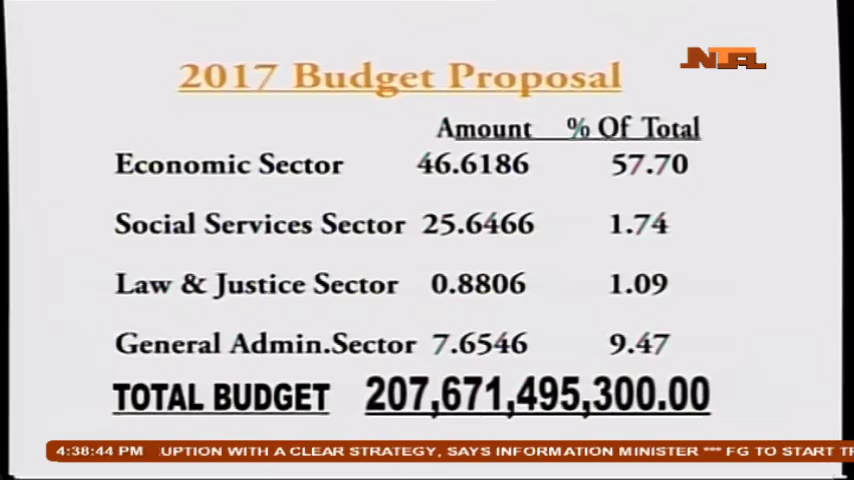 2017 Budget Proposal
NTA
Amount % Of Total
Economic Sector 46.6186 57.70
Social Services Sector 25.6466 1.74
Law & Justice Sector 0.8806 1.09
General Admin.Sector 7.6546 9.47
TOTAL BUDGET 207,671,495,300.00
4:38:44 PM UPTION WITH A CLEAR STRATEGY, SAYS INFORMATION MINISTER *** FG TO START